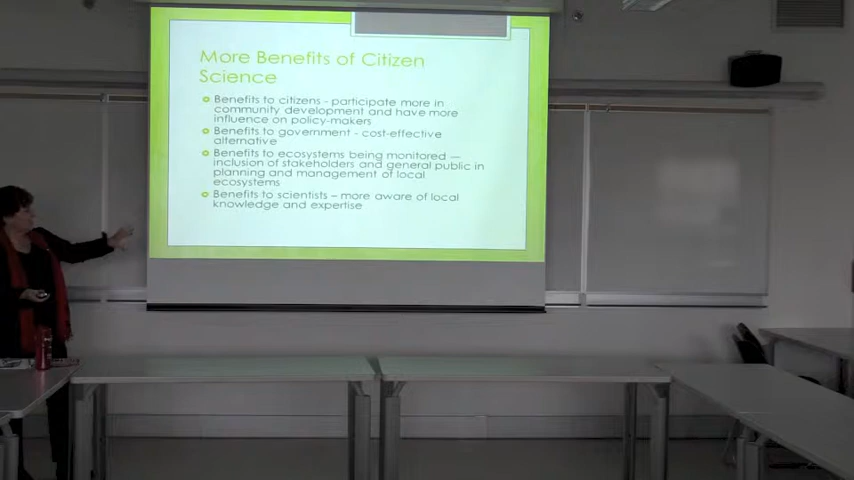 More Benefits of Citizen
Science
Benefits to citizens - participate more in
community development and have more
influence on policy-makers
Benefits to government - cost-effective
alternative
Benefits to ecosystems being monitored —
inclusion of stakeholders and general public in
planning and management of local
ecosystems
Benefits to scientists – more aware of local
knowledge and expertise